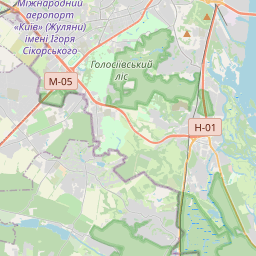 Міжнародний
аеропорт
«Київ» (Жуляни)
імені Ігоря
Сікорського
Голосіївський
ліс
М-05
Н-01